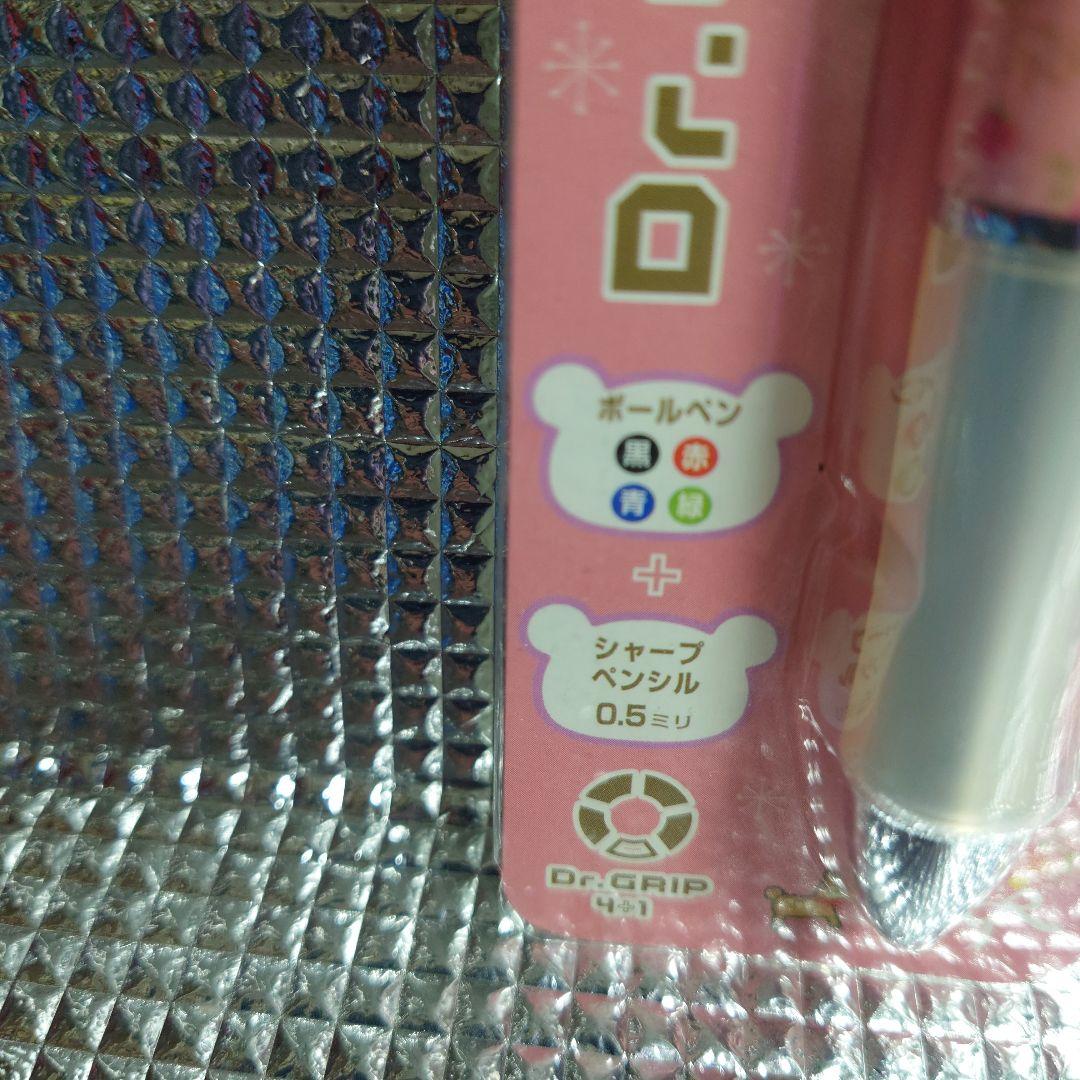 ボールペン
黒 赤
青 緑
+
シャープ
ペンシル
0.5ミリ
Dr.GRIP
4+1